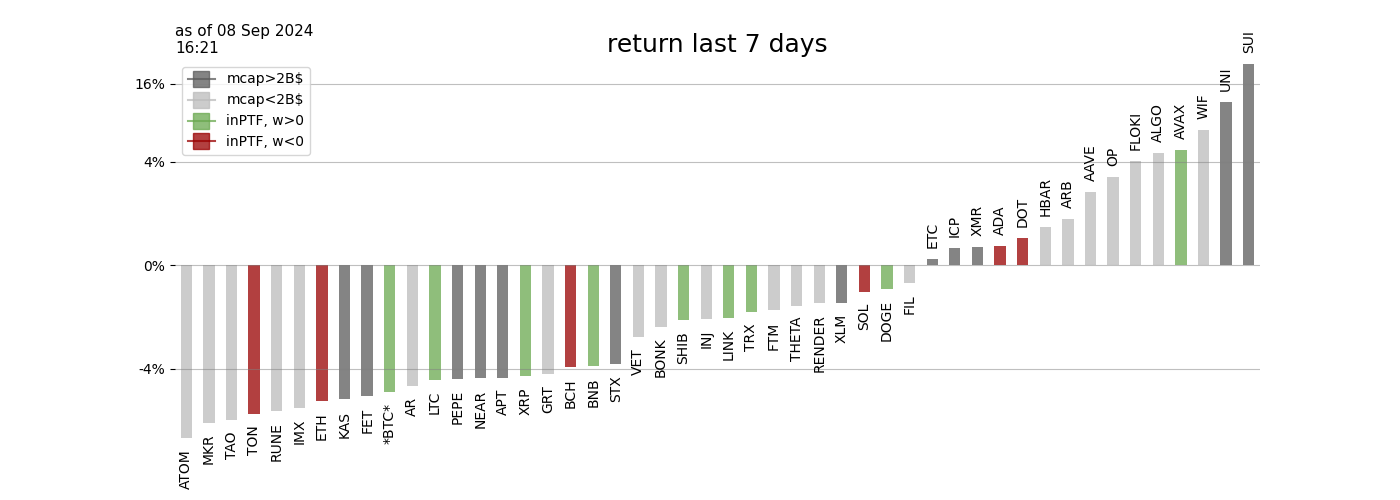 as of 08 Sep 2024
16:21
return last 7 days
mcap>2B$
mcap<2B$
inPTF, w>0
inPTF, w<0
16%
4%
0%
-4%
ATOM
MKR
TAO
TON
RUNE
IMX
ETH
KAS
FET
*BTC*
AR
LTC
PEPE
NEAR
APT
XRP
GRT
BCH
BNB
STX
VET
BONK
SHIB
INJ
LINK
TRX
FTM
THETA
RENDER
XLM
SOL
DOGE
FIL
ETC
ICP
XMR
ADA
DOT
HBAR
ARB
AAVE
OP
FLOKI
ALGO
AVAX
WIF
UNI
SUI